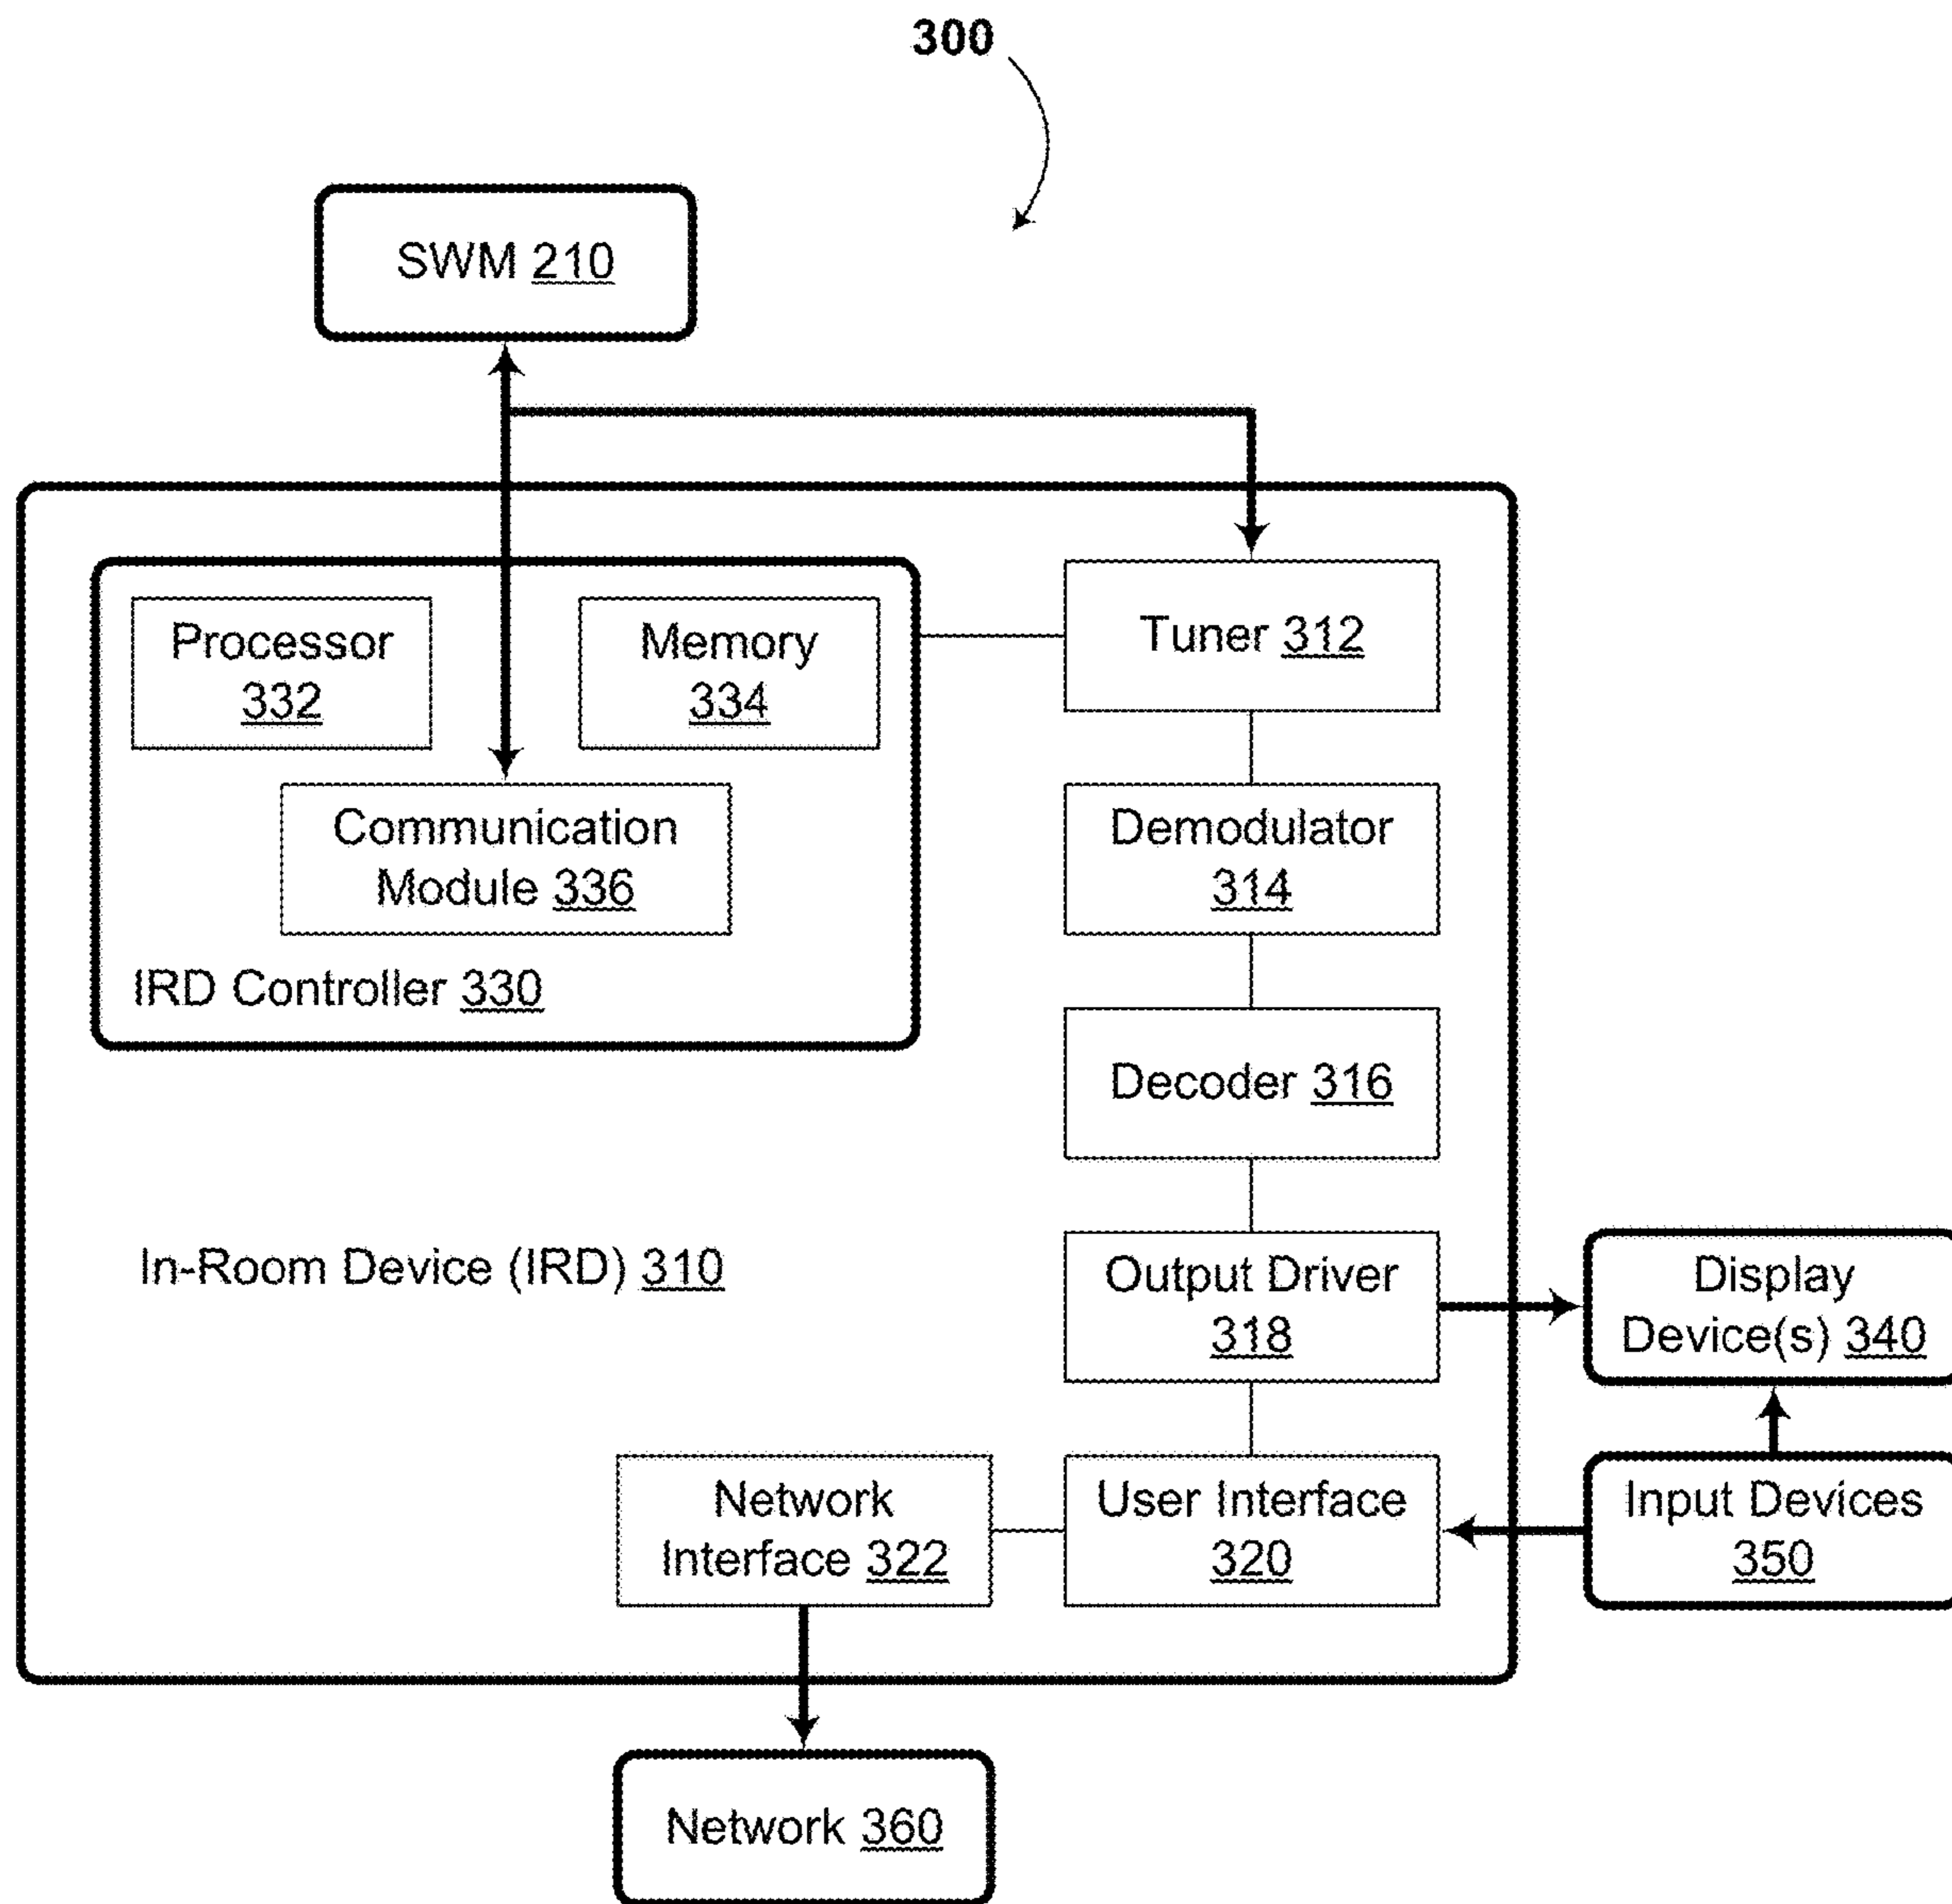 300
SWM 210
Processor
332
Memory
334
Tuner 312
Communication
Module 336
Demodulator
314
IRD Controller 330
Decoder 316
In-Room Device (IRD) 310
Output Driver
318
Display
Device(s) 340
Network
Interface 322
User Interface
320
Input Devices
350
Network 360